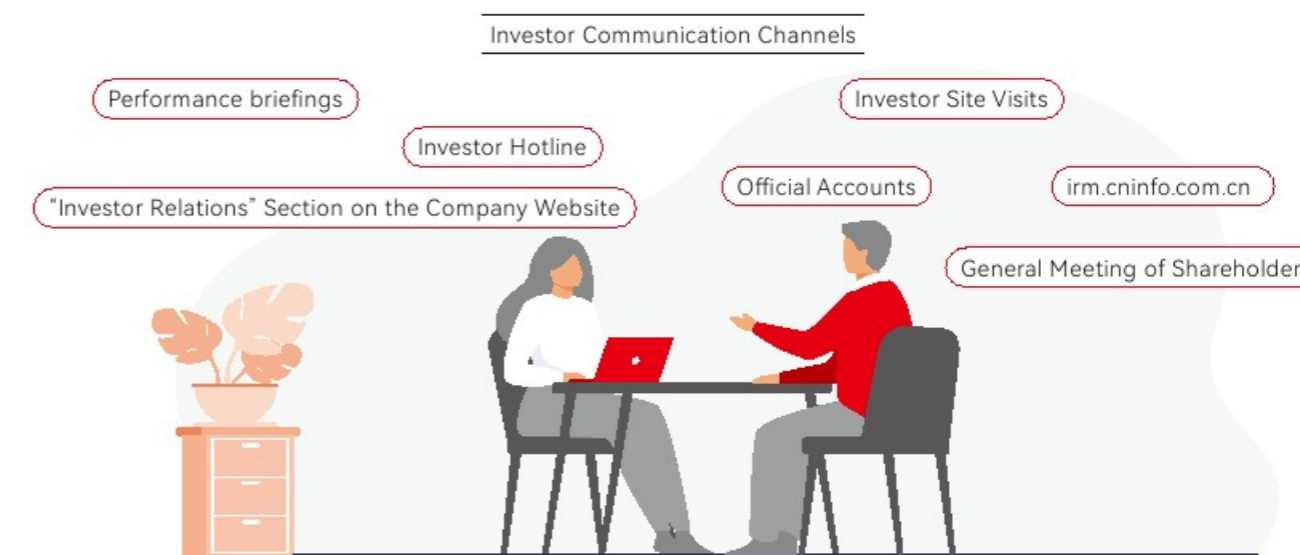 Investor Communication Channels
Performance briefings
Investor Site Visits
Investor Hotline
Official Accounts
irm.cninfo.com.cn
“Investor Relations” Section on the Company Website
General Meeting of Shareholder